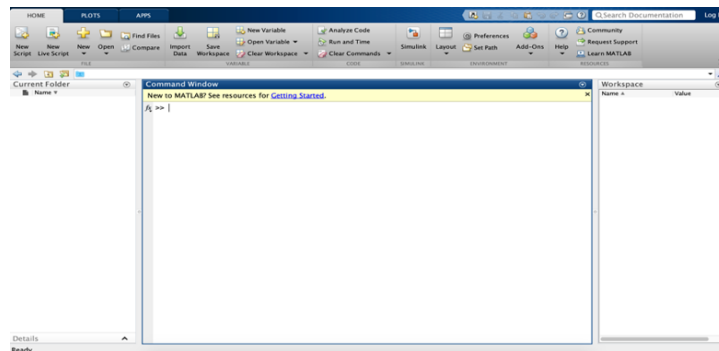 HOME PLOTS APPS Search Documentation Log
New Script New Live Script New Open Find Files Compare
Import Data Save Workspace New Variable Open Variable Clear Workspace
Analyze Code Run and Time Clear Commands
Simulink Layout Preferences Set Path Add-Ons
Help Community Request Support Learn MATLAB
FILE VARIABLE CODE SIMULINK ENVIRONMENT RESOURCES
Current Folder
Name
Command Window
New to MATLAB? See resources for Getting Started.
fx >>
Workspace
Name Value
Details
Ready